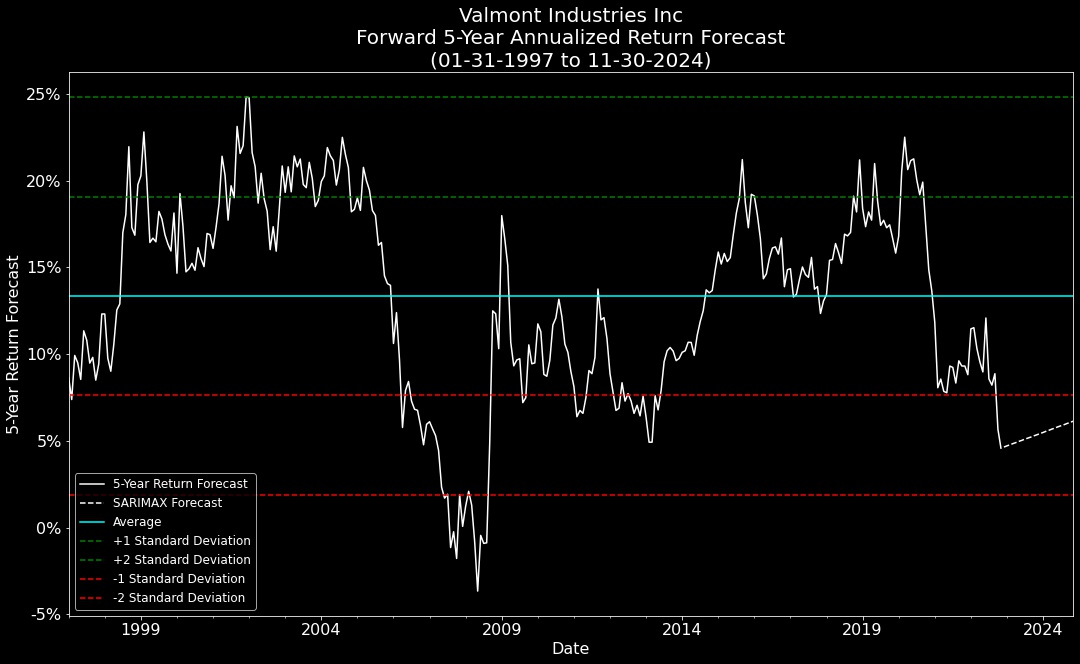 Valmont Industries Inc
Forward 5-Year Annualized Return Forecast
(01-31-1997 to 11-30-2024)
25%
20%
15%
10%
5%
0%
-5%
5-Year Return Forecast
5-Year Return Forecast
SARIMAX Forecast
Average
+1 Standard Deviation
+2 Standard Deviation
-1 Standard Deviation
-2 Standard Deviation
1999 2004 2009 2014 2019 2024
Date